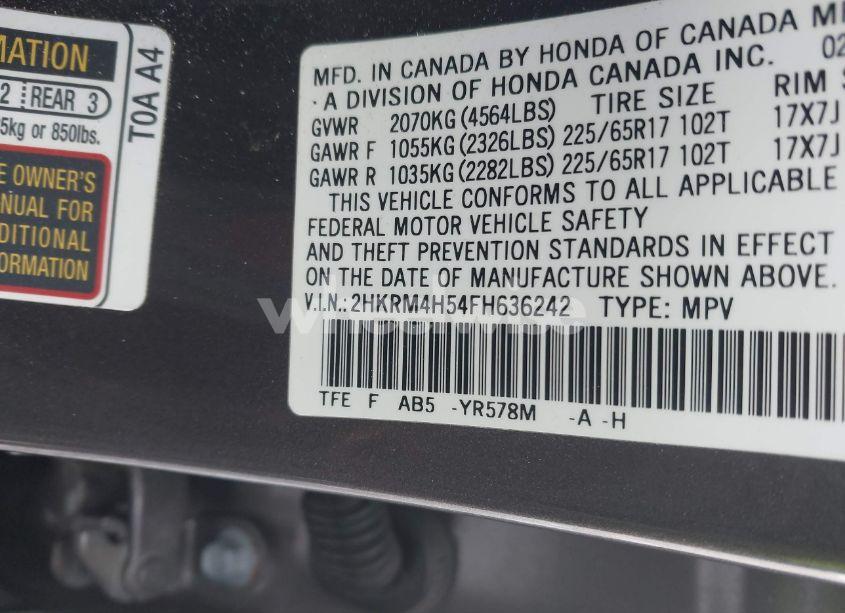 MATION
2 REAR 3
5kg or 850lbs.
T0A A4
E OWNER'S
NUAL FOR
DITIONAL
FORMATION
MFD. IN CANADA BY HONDA OF CANADA
· A DIVISION OF HONDA CANADA INC. 02
GVWR 2070KG (4564LBS) TIRE SIZE RIM S
GAWR F 1055KG (2326LBS) 225/65R17 102T 17X7J
GAWR R 1035KG (2282LBS) 225/65R17 102T 17X7J
THIS VEHICLE CONFORMS TO ALL APPLICABLE
FEDERAL MOTOR VEHICLE SAFETY
AND THEFT PREVENTION STANDARDS IN EFFECT
ON THE DATE OF MANUFACTURE SHOWN ABOVE.
V.I.N.: 2HKRM4H54FH636242 TYPE: MPV
TFE F AB5 -YR578M -A -H
wheelwise